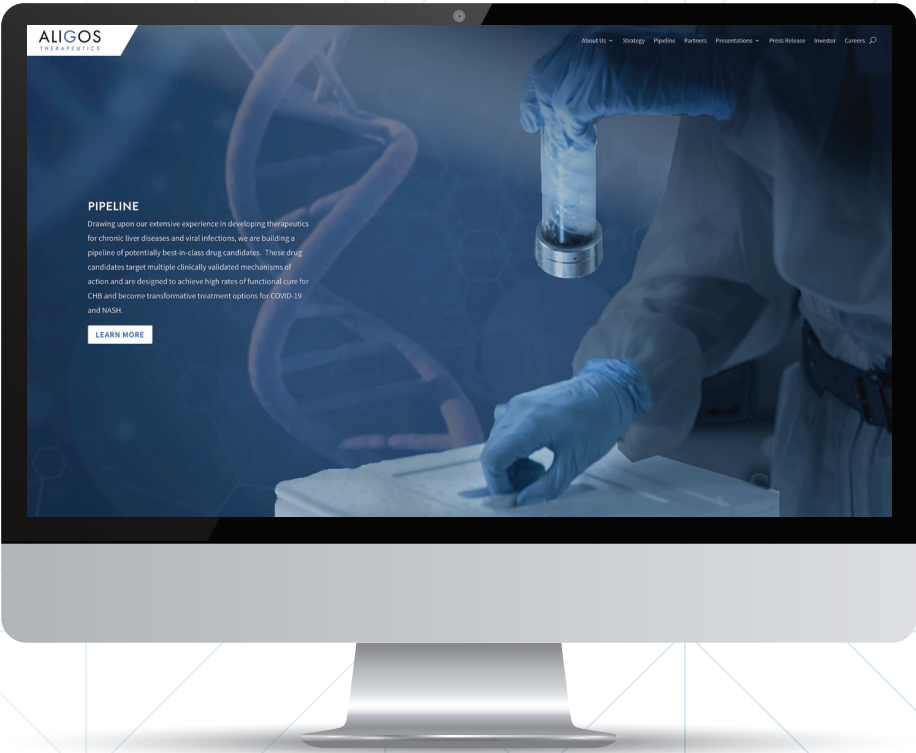 ALIGOS
THERAPEUTICS
About Us Strategy Pipeline Partners Presentations Press Release Investor Careers
PIPELINE
Drawing upon our extensive experience in developing therapeutics
for chronic liver diseases and viral infections, we are building a
pipeline of potentially best-in-class drug candidates. These drug
candidates target multiple clinically validated mechanisms of
action and are designed to achieve high rates of functional cure for
CHB and become transformative treatment options for COVID-19
and NASH.
LEARN MORE